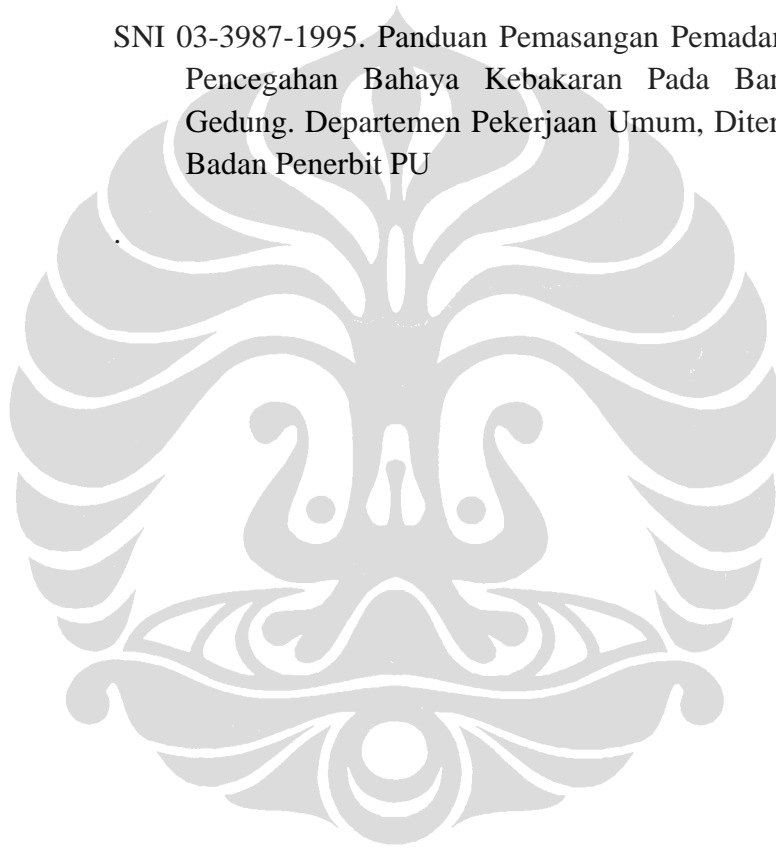 SNI 03-3987-1995. Panduan Pemasangan Pemadam
Pencegahan Bahaya Kebakaran Pada Ban
Gedung. Departemen Pekerjaan Umum, Diter
Badan Penerbit PU
.